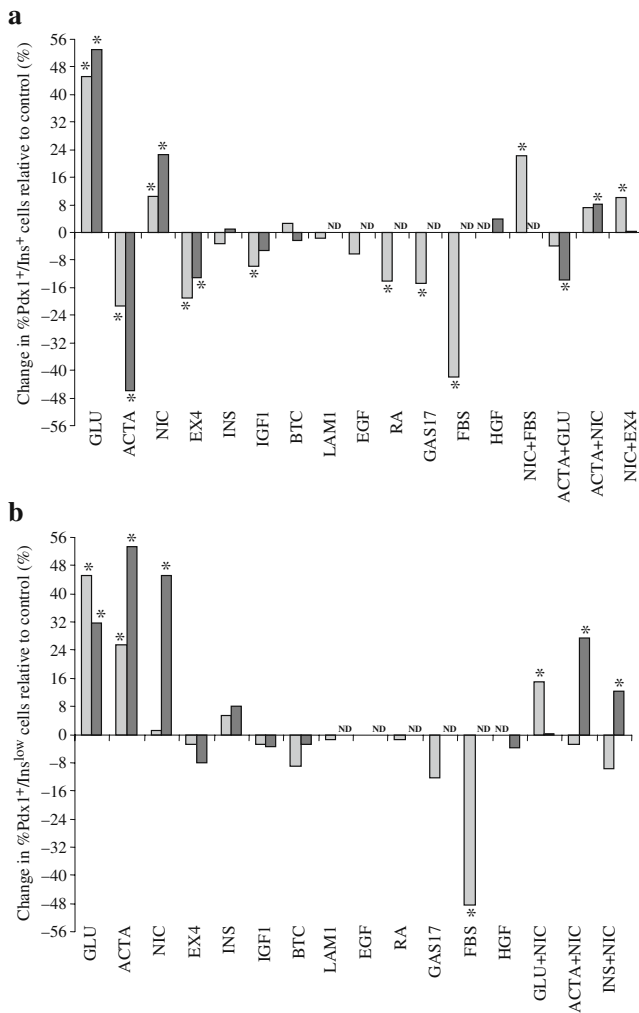 a
Change in %Pdx1⁺/Ins⁺ cells relative to control (%)
56
48
40
32
24
16
8
0
−8
−16
−24
−32
−40
−48
−56
* * * * * * * * * * * * * * * *
ND ND ND ND ND ND ND ND
GLU
ACTA
NIC
EX4
INS
IGF1
BTC
LAM1
EGF
RA
GAS17
FBS
HGF
NIC+FBS
ACTA+GLU
ACTA+NIC
NIC+EX4
b
Change in %Pdx1⁺/Insˡᵒʷ cells relative to control (%)
56
48
40
32
24
16
8
0
−8
−16
−24
−32
−40
−48
−56
* * * * * * * * *
ND ND ND ND ND ND
GLU
ACTA
NIC
EX4
INS
IGF1
BTC
LAM1
EGF
RA
GAS17
FBS
HGF
GLU+NIC
ACTA+NIC
INS+NIC